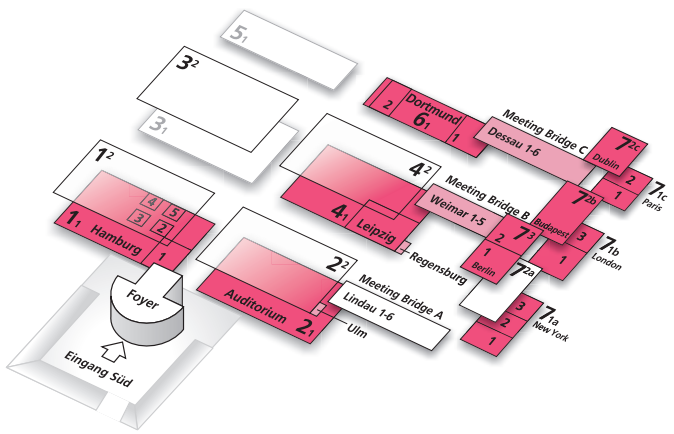 5₁
3²
3₁
Dortmund
2
6₁
1
Meeting Bridge C
Dessau 1-6
7²ᶜ
Dublin
2
1
7₁c
Paris
1²
4
5
3
2
1₁
Hamburg
1
4²
4₁
Leipzig
Regensburg
Meeting Bridge B
Weimar 1-5
7²ᵇ
Budapest
3
1
7₁b
London
7³
2
1
Berlin
7²ᵃ
3
2
1
7₁a
New York
2²
Auditorium
2₁
Ulm
Meeting Bridge A
Lindau 1-6
Foyer
Eingang Süd